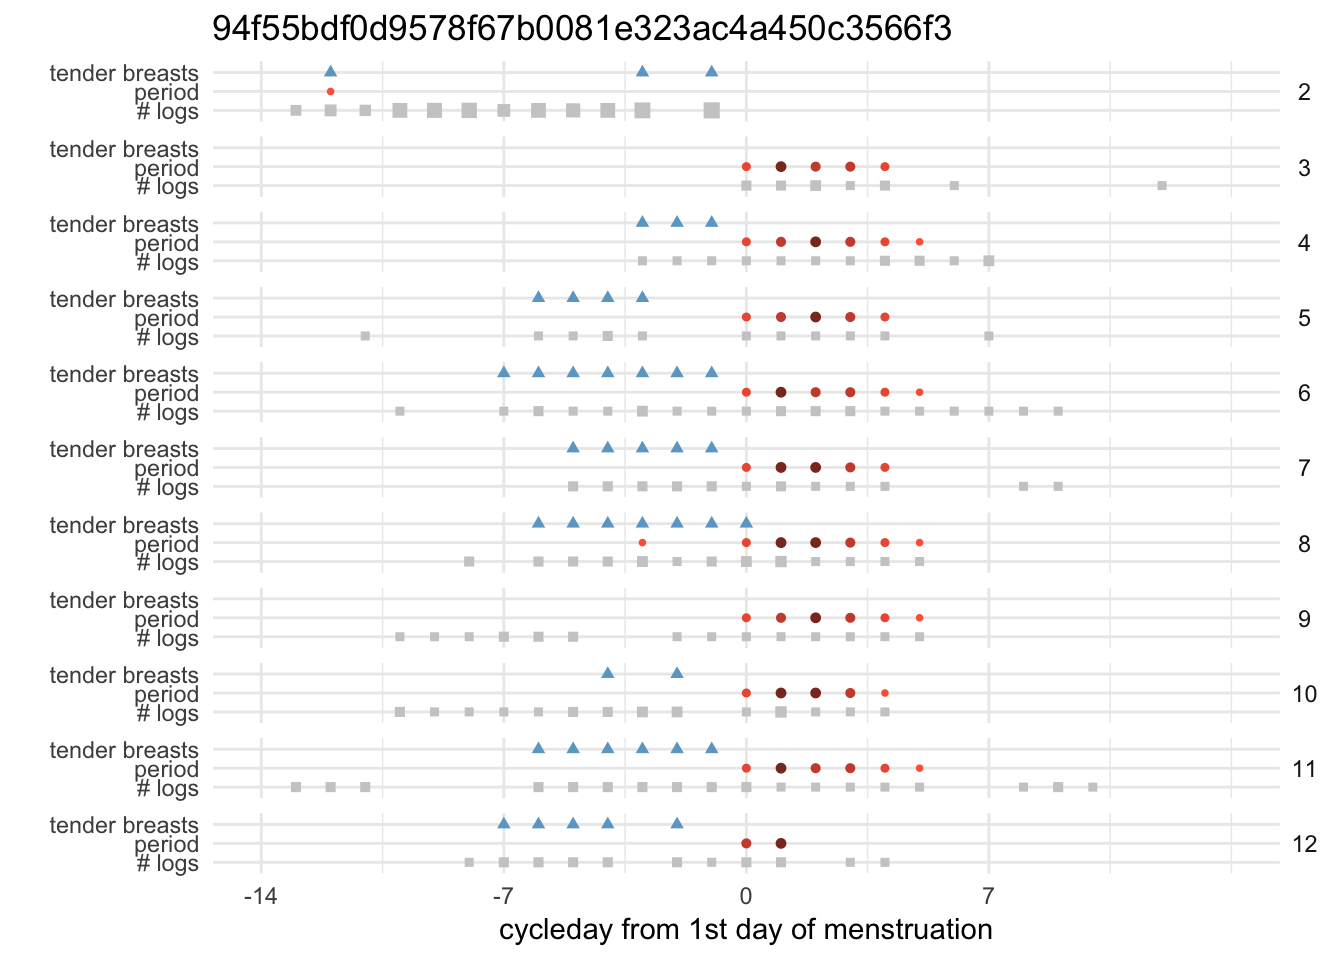 94f55bdf0d9578f67b0081e323ac4a450c3566f3
tender breasts
period
# logs
2
tender breasts
period
# logs
3
tender breasts
period
# logs
4
tender breasts
period
# logs
5
tender breasts
period
# logs
6
tender breasts
period
# logs
7
tender breasts
period
# logs
8
tender breasts
period
# logs
9
tender breasts
period
# logs
10
tender breasts
period
# logs
11
tender breasts
period
# logs
12
-14 -7 0 7
cycleday from 1st day of menstruation